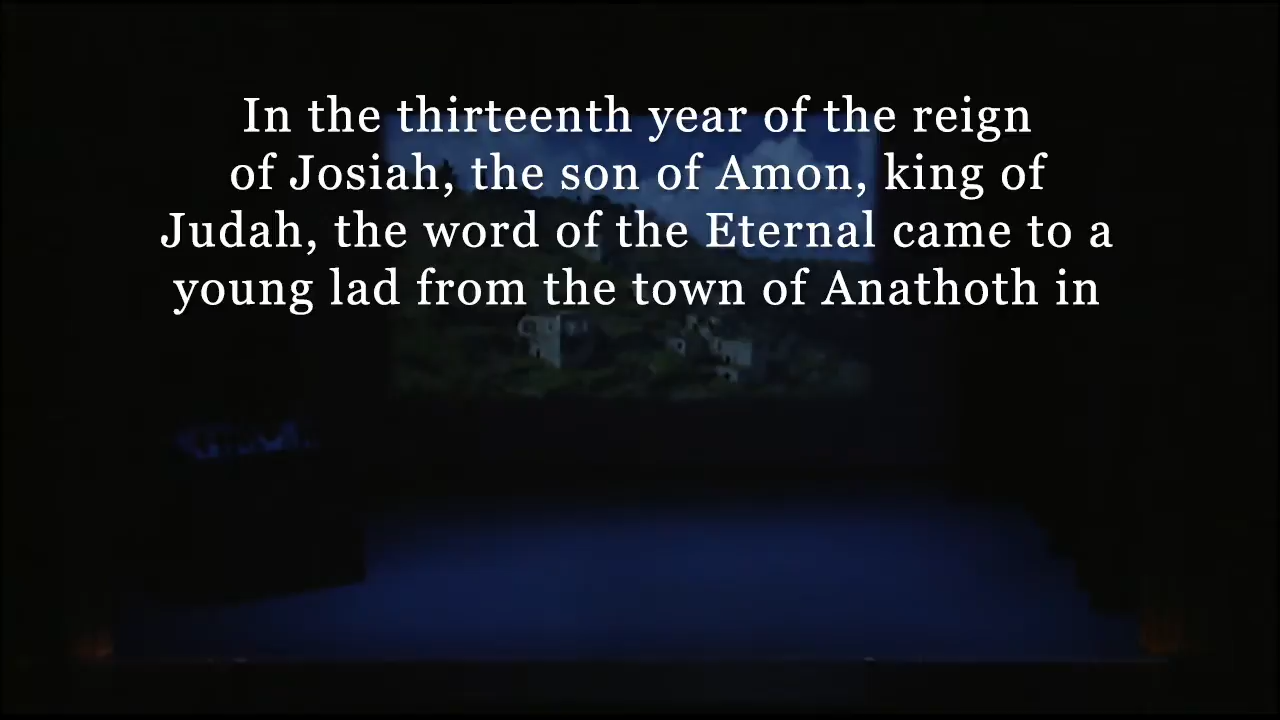 In the thirteenth year of the reign
of Josiah, the son of Amon, king of
Judah, the word of the Eternal came to a
young lad from the town of Anathoth in